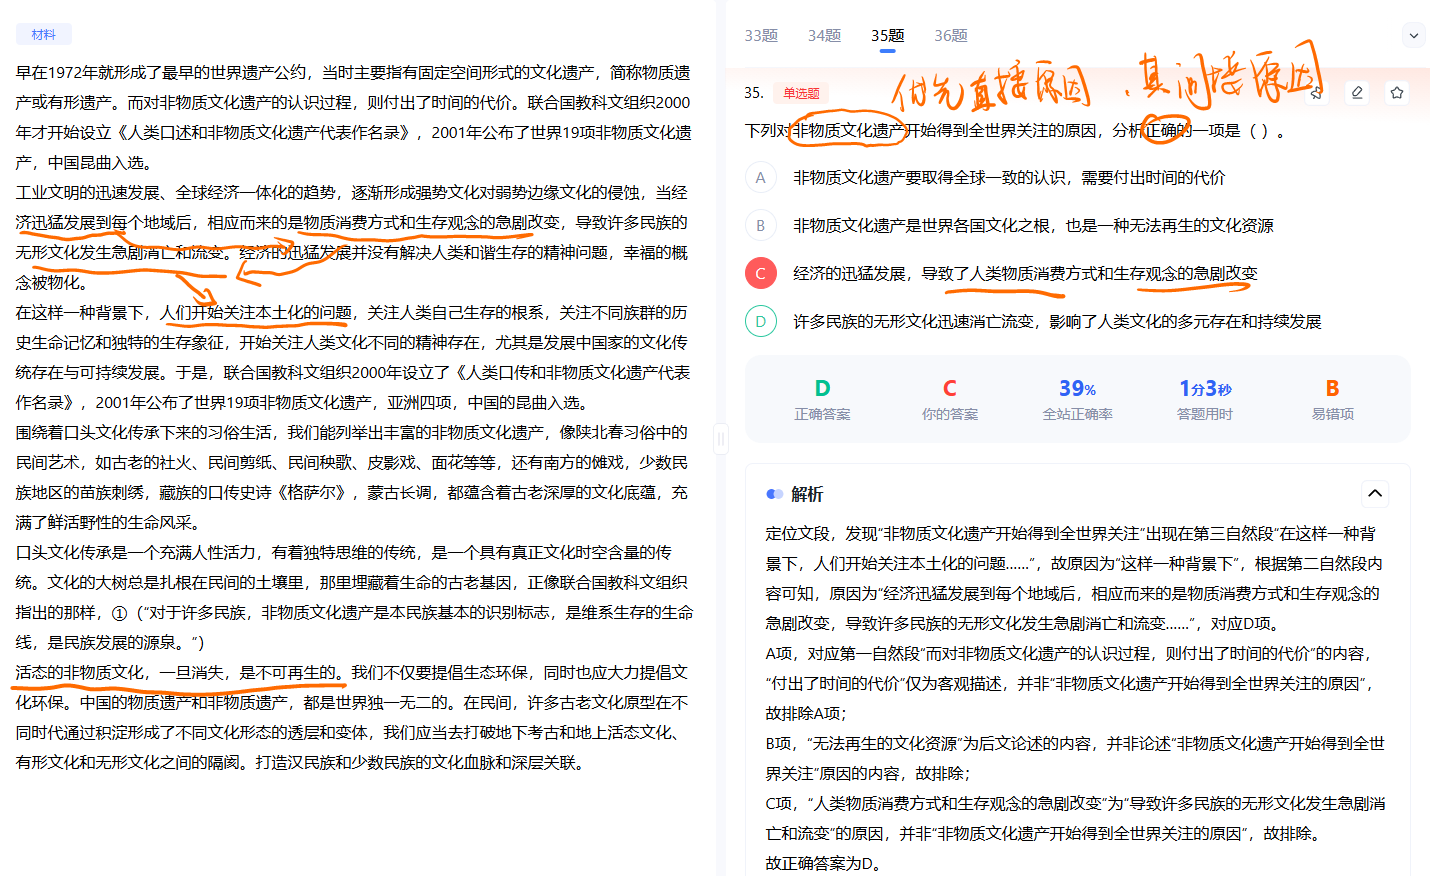 材料
早在1972年就形成了最早的世界遗产公约，当时主要指有固定空间形式的文化遗产，简称物质遗
产或有形遗产。而对非物质文化遗产的认识过程，则付出了时间的代价。联合国教科文组织2000
年才开始设立《人类口述和非物质文化遗产代表作名录》，2001年公布了世界19项非物质文化遗
产，中国昆曲入选。
工业文明的迅速发展、全球经济一体化的趋势，逐渐形成强势文化对弱势边缘文化的侵蚀，当经
济迅猛发展到每个地域后，相应而来的是物质消费方式和生存观念的急剧改变，导致许多民族的
无形文化发生急剧消亡和流变。经济的迅猛发展并没有解决人类和谐生存的精神问题，幸福的概
念被物化。
在这样一种背景下，人们开始关注本土化的问题，关注人类自己生存的根系，关注不同族群的历
史生命记忆和独特的生存象征，开始关注人类文化不同的精神存在，尤其是发展中国家的文化传
统存在与可持续发展。于是，联合国教科文组织2000年设立了《人类口传和非物质文化遗产代表
作名录》，2001年公布了世界19项非物质文化遗产，亚洲四项，中国的昆曲入选。
围绕着口头文化传承下来的习俗生活，我们能列举出丰富的非物质文化遗产，像陕北春习俗中的
民间艺术，如古老的社火、民间剪纸、民间秧歌、皮影戏、面花等等，还有南方的傩戏，少数民
族地区的苗族刺绣，藏族的口传史诗《格萨尔》，蒙古长调，都蕴含着古老深厚的文化底蕴，充
满了鲜活野性的生命风采。
口头文化传承是一个充满人性活力，有着独特思维的传统，是一个具有真正文化时空含量的传
统。文化的大树总是扎根在民间的土壤里，那里埋藏着生命的古老基因，正像联合国教科文组织
指出的那样，①（“对于许多民族，非物质文化遗产是本民族基本的识别标志，是维系生存的生命
线，是民族发展的源泉。”）
活态的非物质文化，一旦消失，是不可再生的。我们不仅要提倡生态环保，同时也应大力提倡文
化环保。中国的物质遗产和非物质遗产，都是世界独一无二的。在民间，许多古老文化原型在不
同时代通过积淀形成了不同文化形态的透层和变体，我们应当去打破地下考古和地上活态文化、
有形文化和无形文化之间的隔阂。打造汉民族和少数民族的文化血脉和深层关联。
33题 34题 35题 36题
优先直接原因，其间接原因
35. 单选题
下列对非物质文化遗产开始得到全世界关注的原因，分析正确的一项是（ ）。
A 非物质文化遗产要取得全球一致的认识，需要付出时间的代价
B 非物质文化遗产是世界各国文化之根，也是一种无法再生的文化资源
C 经济的迅猛发展，导致了人类物质消费方式和生存观念的急剧改变
D 许多民族的无形文化迅速消亡流变，影响了人类文化的多元存在和持续发展
D C 39% 1分3秒 B
正确答案 你的答案 全站正确率 答题用时 易错项
解析
定位文段，发现“非物质文化遗产开始得到全世界关注”出现在第三自然段“在这样一种背
景下，人们开始关注本土化的问题……”，故原因为“这样一种背景下”，根据第二自然段内
容可知，原因为“经济迅猛发展到每个地域后，相应而来的是物质消费方式和生存观念的
急剧改变，导致许多民族的无形文化发生急剧消亡和流变……”，对应D项。
A项，对应第一自然段“而对非物质文化遗产的认识过程，则付出了时间的代价”的内容，
“付出了时间的代价”仅为客观描述，并非“非物质文化遗产开始得到全世界关注的原因”，
故排除A项；
B项，“无法再生的文化资源”为后文论述的内容，并非论述“非物质文化遗产开始得到全世
界关注”原因的内容，故排除；
C项，“人类物质消费方式和生存观念的急剧改变”为“导致许多民族的无形文化发生急剧消
亡和流变”的原因，并非“非物质文化遗产开始得到全世界关注的原因”，故排除。
故正确答案为D。